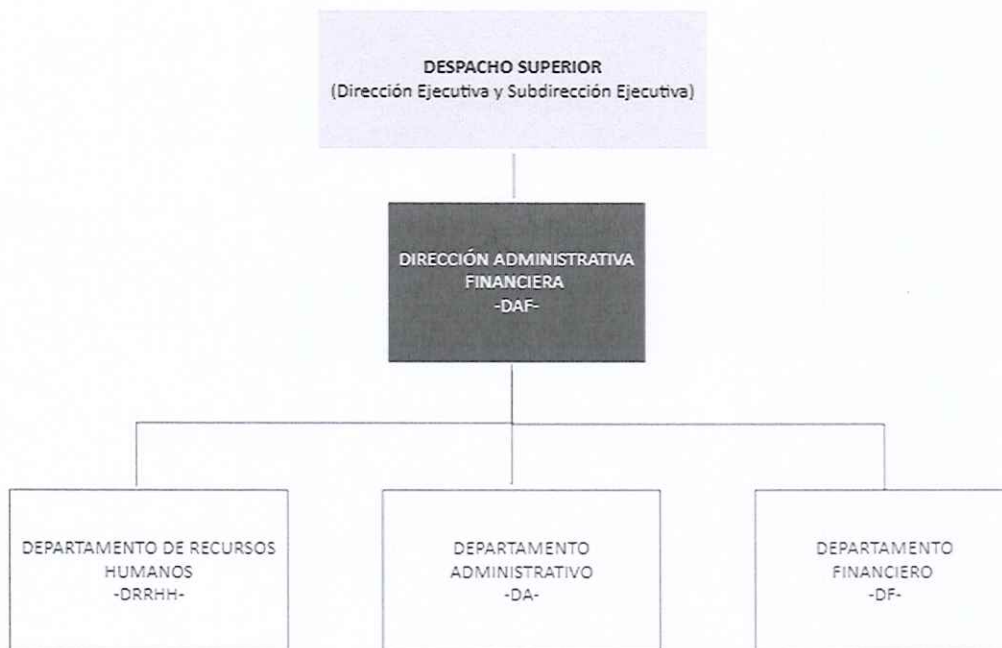 DESPACHO SUPERIOR
(Dirección Ejecutiva y Subdirección Ejecutiva)
DIRECCIÓN ADMINISTRATIVA
FINANCIERA
-DAF-
DEPARTAMENTO DE RECURSOS
HUMANOS
-DRRHH-
DEPARTAMENTO
ADMINISTRATIVO
-DA-
DEPARTAMENTO
FINANCIERO
-DF-